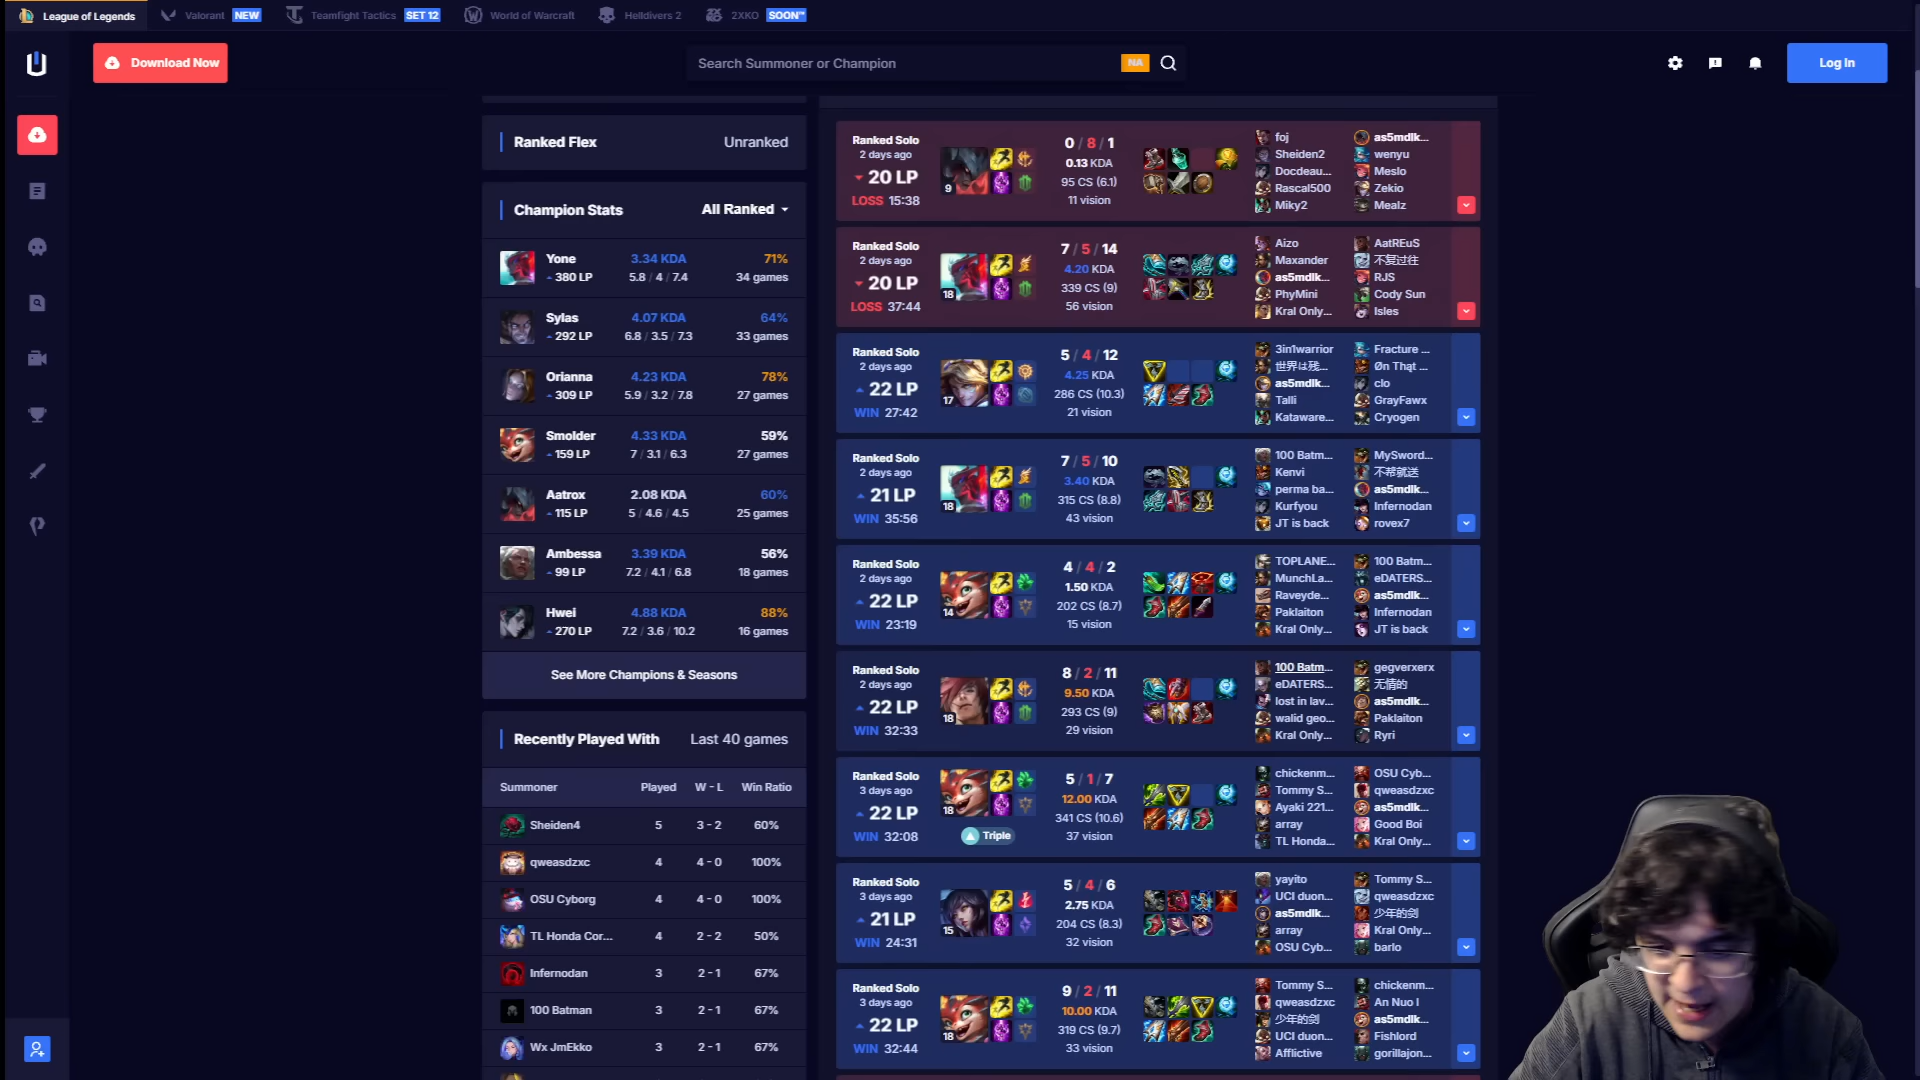 League of Legends
Valorant NEW
Teamfight Tactics SET 12
World of Warcraft
Helldivers 2
2XKO SOON™
Download Now
Search Summoner or Champion
NA
Log In
Ranked Flex Unranked
Champion Stats All Ranked
Yone 3.34 KDA 71%
380 LP 5.8 / 4 / 7.4 34 games
Sylas 4.07 KDA 64%
292 LP 6.8 / 3.5 / 7.3 33 games
Orianna 4.23 KDA 78%
309 LP 5.9 / 3.2 / 7.8 27 games
Smolder 4.33 KDA 59%
159 LP 7 / 3.1 / 6.3 27 games
Aatrox 2.08 KDA 60%
115 LP 5 / 4.6 / 4.5 25 games
Ambessa 3.39 KDA 56%
99 LP 7.2 / 4.1 / 6.8 18 games
Hwei 4.88 KDA 88%
270 LP 7.2 / 3.6 / 10.2 16 games
See More Champions & Seasons
Recently Played With Last 40 games
Summoner Played W - L Win Ratio
Sheiden4 5 3 - 2 60%
qweasdzxc 4 4 - 0 100%
OSU Cyborg 4 4 - 0 100%
TL Honda Cor... 4 2 - 2 50%
Infernodan 3 2 - 1 67%
100 Batman 3 2 - 1 67%
Wx JmEkko 3 2 - 1 67%
Ranked Solo
2 days ago
20 LP
LOSS 15:38
9
0 / 8 / 1
0.13 KDA
95 CS (6.1)
11 vision
foj as5mdlk...
Sheiden2 wenyu
Docdeau... Meslo
Rascal500 Zekio
Miky2 Mealz
Ranked Solo
2 days ago
20 LP
LOSS 37:44
18
7 / 5 / 14
4.20 KDA
339 CS (9)
56 vision
Aizo AatREuS
Maxander 不复过往
as5mdlk... RJS
PhyMini Cody Sun
Kral Only... Isles
Ranked Solo
2 days ago
22 LP
WIN 27:42
17
5 / 4 / 12
4.25 KDA
286 CS (10.3)
21 vision
3in1warrior Fracture ...
世界は残... Øn Thạt ...
as5mdlk... clo
Talli GrayFawx
Kataware... Cryogen
Ranked Solo
2 days ago
21 LP
WIN 35:56
18
7 / 5 / 10
3.40 KDA
315 CS (8.8)
43 vision
100 Batm... MySword...
Kenvi 不帮就送
perma ba... as5mdlk...
Kurfyou Infernodan
JT is back rovex7
Ranked Solo
2 days ago
22 LP
WIN 23:19
14
4 / 4 / 2
1.50 KDA
202 CS (8.7)
15 vision
TOPLANE... 100 Batm...
MunchLa... eDATERS...
Raveyde... as5mdlk...
Paklaiton Infernodan
Kral Only... JT is back
Ranked Solo
2 days ago
22 LP
WIN 32:33
18
8 / 2 / 11
9.50 KDA
293 CS (9)
29 vision
100 Batm... gegverxerx
eDATERS... 无情的
lost in lav... as5mdlk...
walid geo... Paklaiton
Kral Only... Ryri
Ranked Solo
3 days ago
22 LP
WIN 32:08
18
Triple
5 / 1 / 7
12.00 KDA
341 CS (10.6)
37 vision
chickenm... OSU Cyb...
Tommy S... qweasdzxc
Ayaki 221... as5mdlk...
array Good Boi
TL Honda... Kral Only...
Ranked Solo
3 days ago
21 LP
WIN 24:31
15
5 / 4 / 6
2.75 KDA
204 CS (8.3)
32 vision
yayito Tommy S...
UCI duon... qweasdzxc
as5mdlk... 少年的剑
array Kral Only...
OSU Cyb... barlo
Ranked Solo
3 days ago
22 LP
WIN 32:44
18
9 / 2 / 11
10.00 KDA
319 CS (9.7)
33 vision
Tommy S... chickenm...
qweasdzxc An Nuo I
少年的剑 as5mdlk...
UCI duon... Fishlord
Afflictive gorillajon...